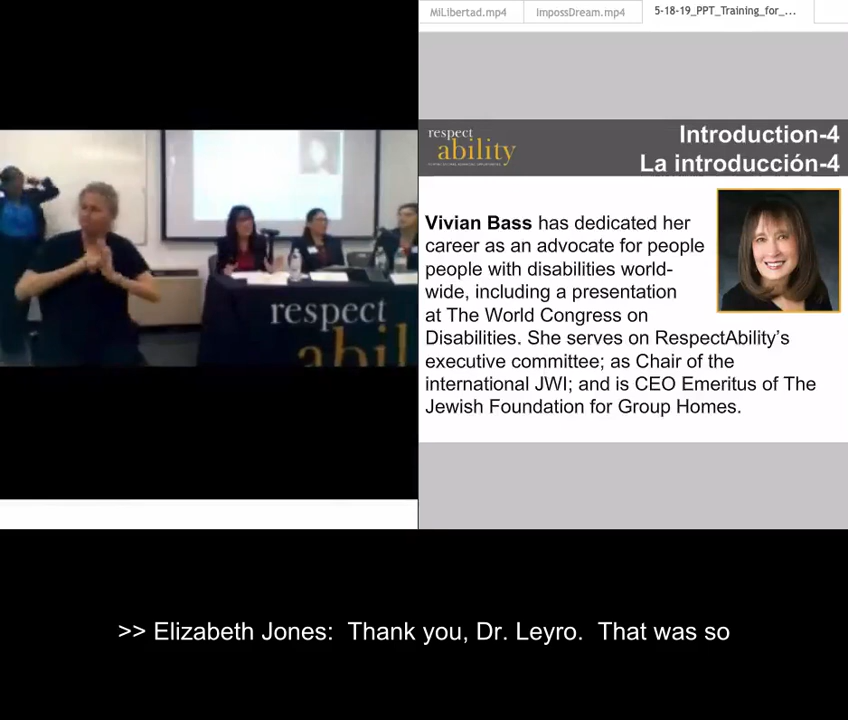 MiLibertad.mp4
ImpossDream.mp4
5-18-19_PPT_Training_for_...
respect
ability
Introduction-4
La introducción-4
Vivian Bass has dedicated her
career as an advocate for people
people with disabilities world-
wide, including a presentation
at The World Congress on
Disabilities. She serves on RespectAbility's
executive committee; as Chair of the
international JWI; and is CEO Emeritus of The
Jewish Foundation for Group Homes.
respect
abil
>> Elizabeth Jones:  Thank you, Dr. Leyro.  That was so